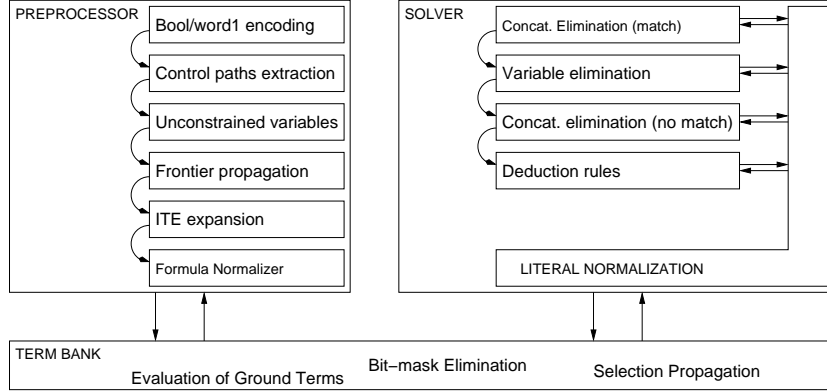 PREPROCESSOR
Bool/word1 encoding
Control paths extraction
Unconstrained variables
Frontier propagation
ITE expansion
Formula Normalizer
SOLVER
Concat. Elimination (match)
Variable elimination
Concat. elimination (no match)
Deduction rules
LITERAL NORMALIZATION
TERM BANK
Evaluation of Ground Terms
Bit−mask Elimination
Selection Propagation